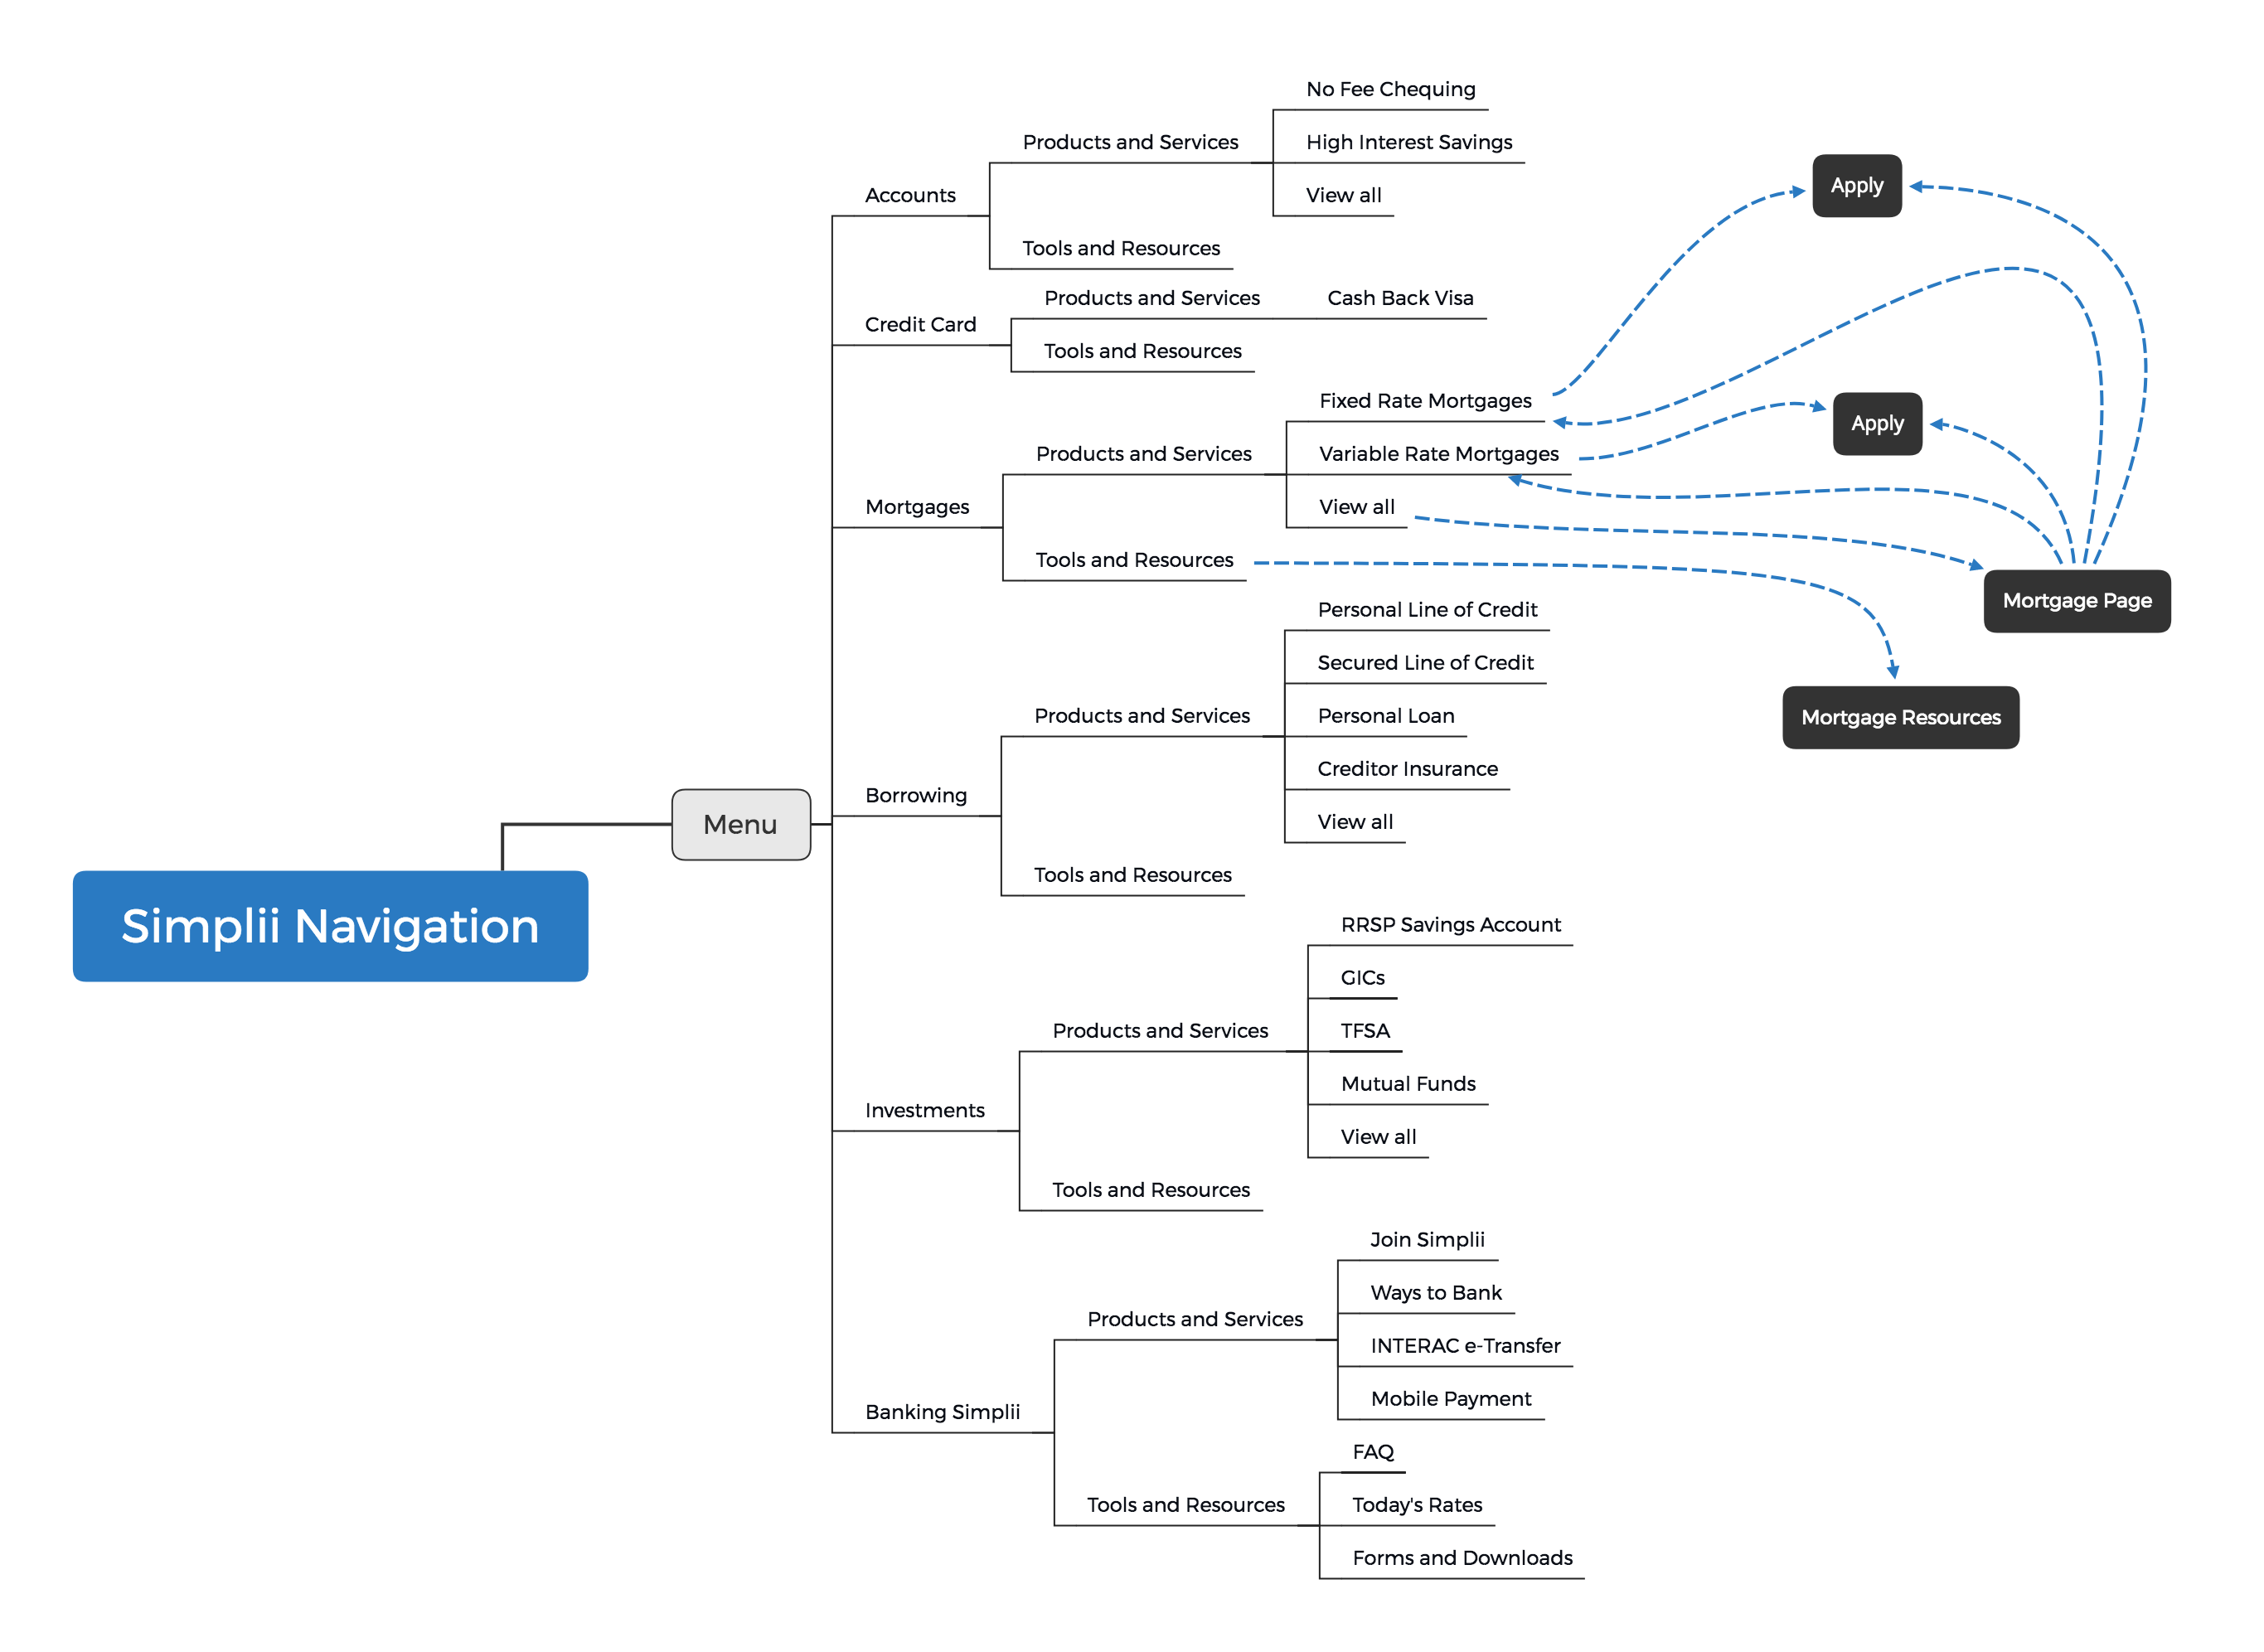 Simplii Navigation
Menu
Accounts
Products and Services
No Fee Chequing
High Interest Savings
View all
Tools and Resources
Credit Card
Products and Services
Cash Back Visa
Tools and Resources
Mortgages
Products and Services
Fixed Rate Mortgages
Variable Rate Mortgages
View all
Tools and Resources
Apply
Apply
Mortgage Page
Mortgage Resources
Borrowing
Products and Services
Personal Line of Credit
Secured Line of Credit
Personal Loan
Creditor Insurance
View all
Tools and Resources
Investments
Products and Services
RRSP Savings Account
GICs
TFSA
Mutual Funds
View all
Tools and Resources
Banking Simplii
Products and Services
Join Simplii
Ways to Bank
INTERAC e-Transfer
Mobile Payment
Tools and Resources
FAQ
Today's Rates
Forms and Downloads